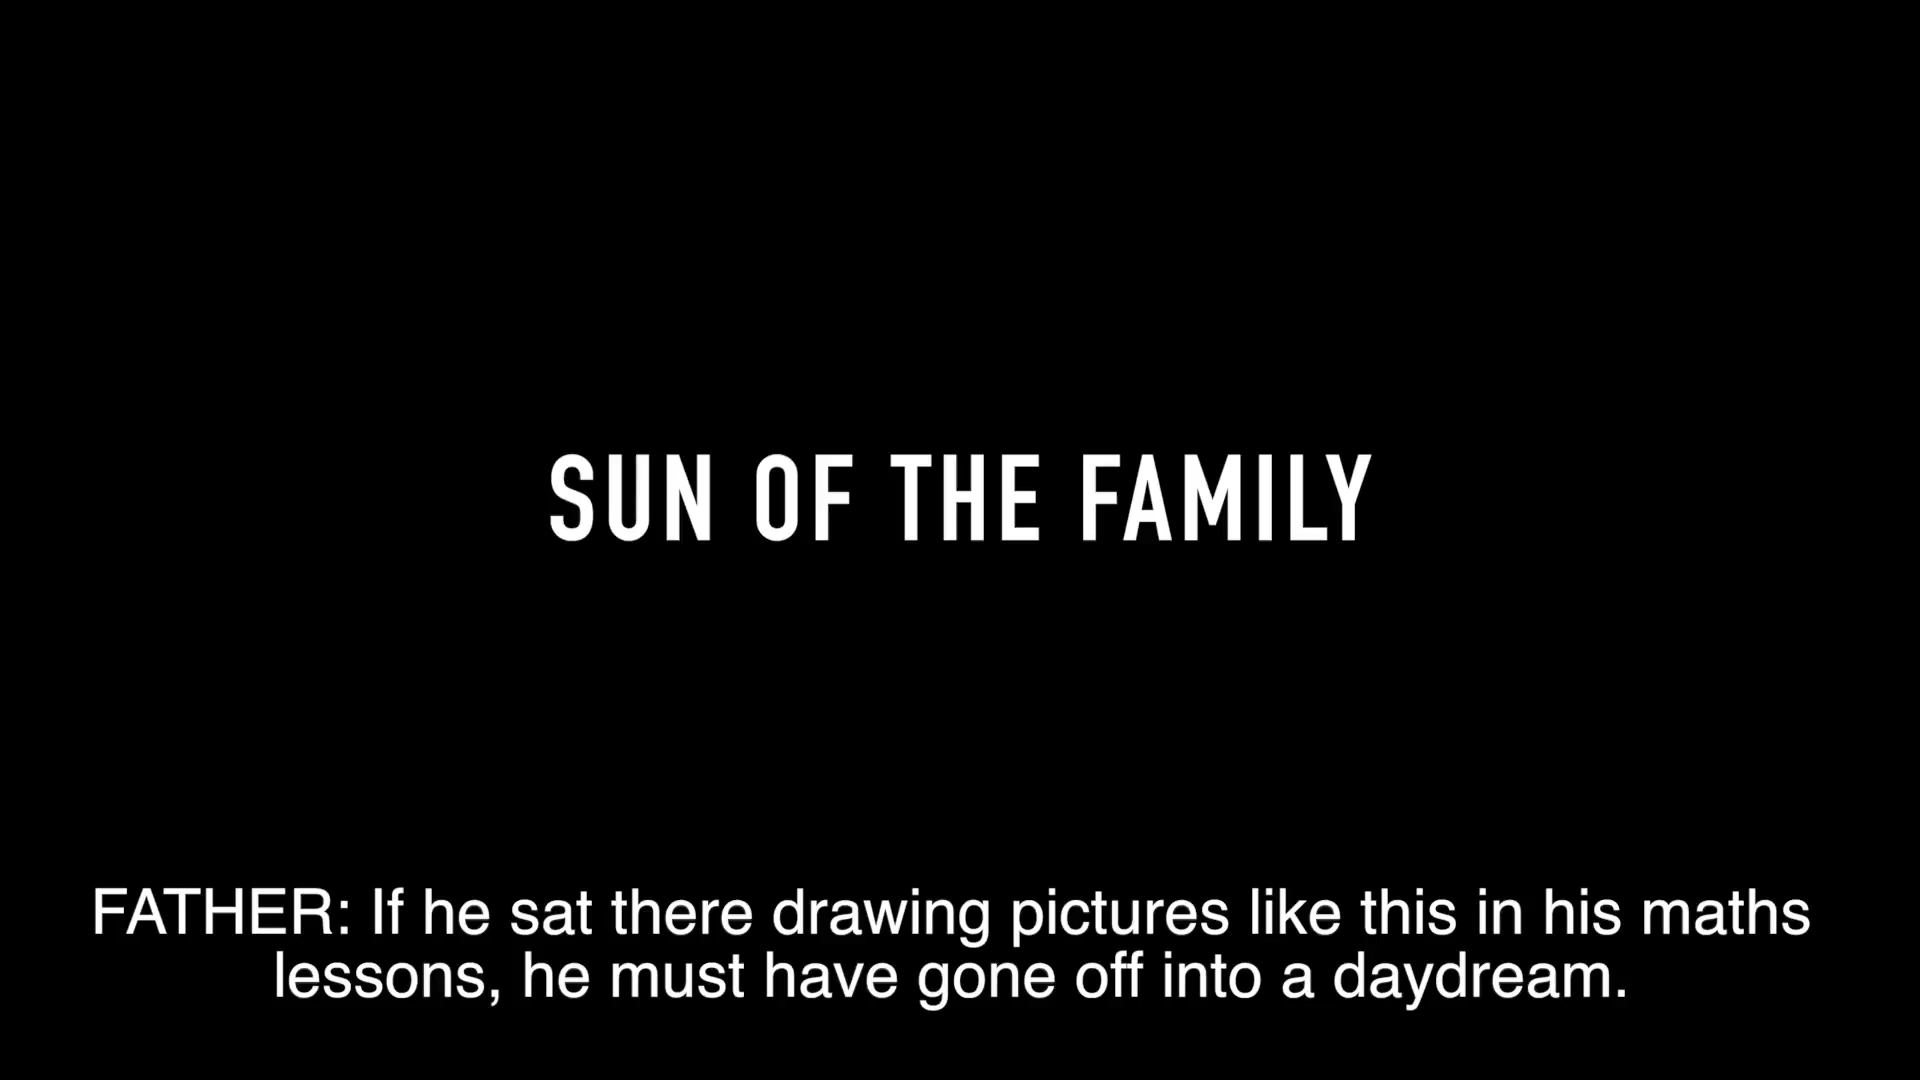 SUN OF THE FAMILY
FATHER: If he sat there drawing pictures like this in his maths
lessons, he must have gone off into a daydream.